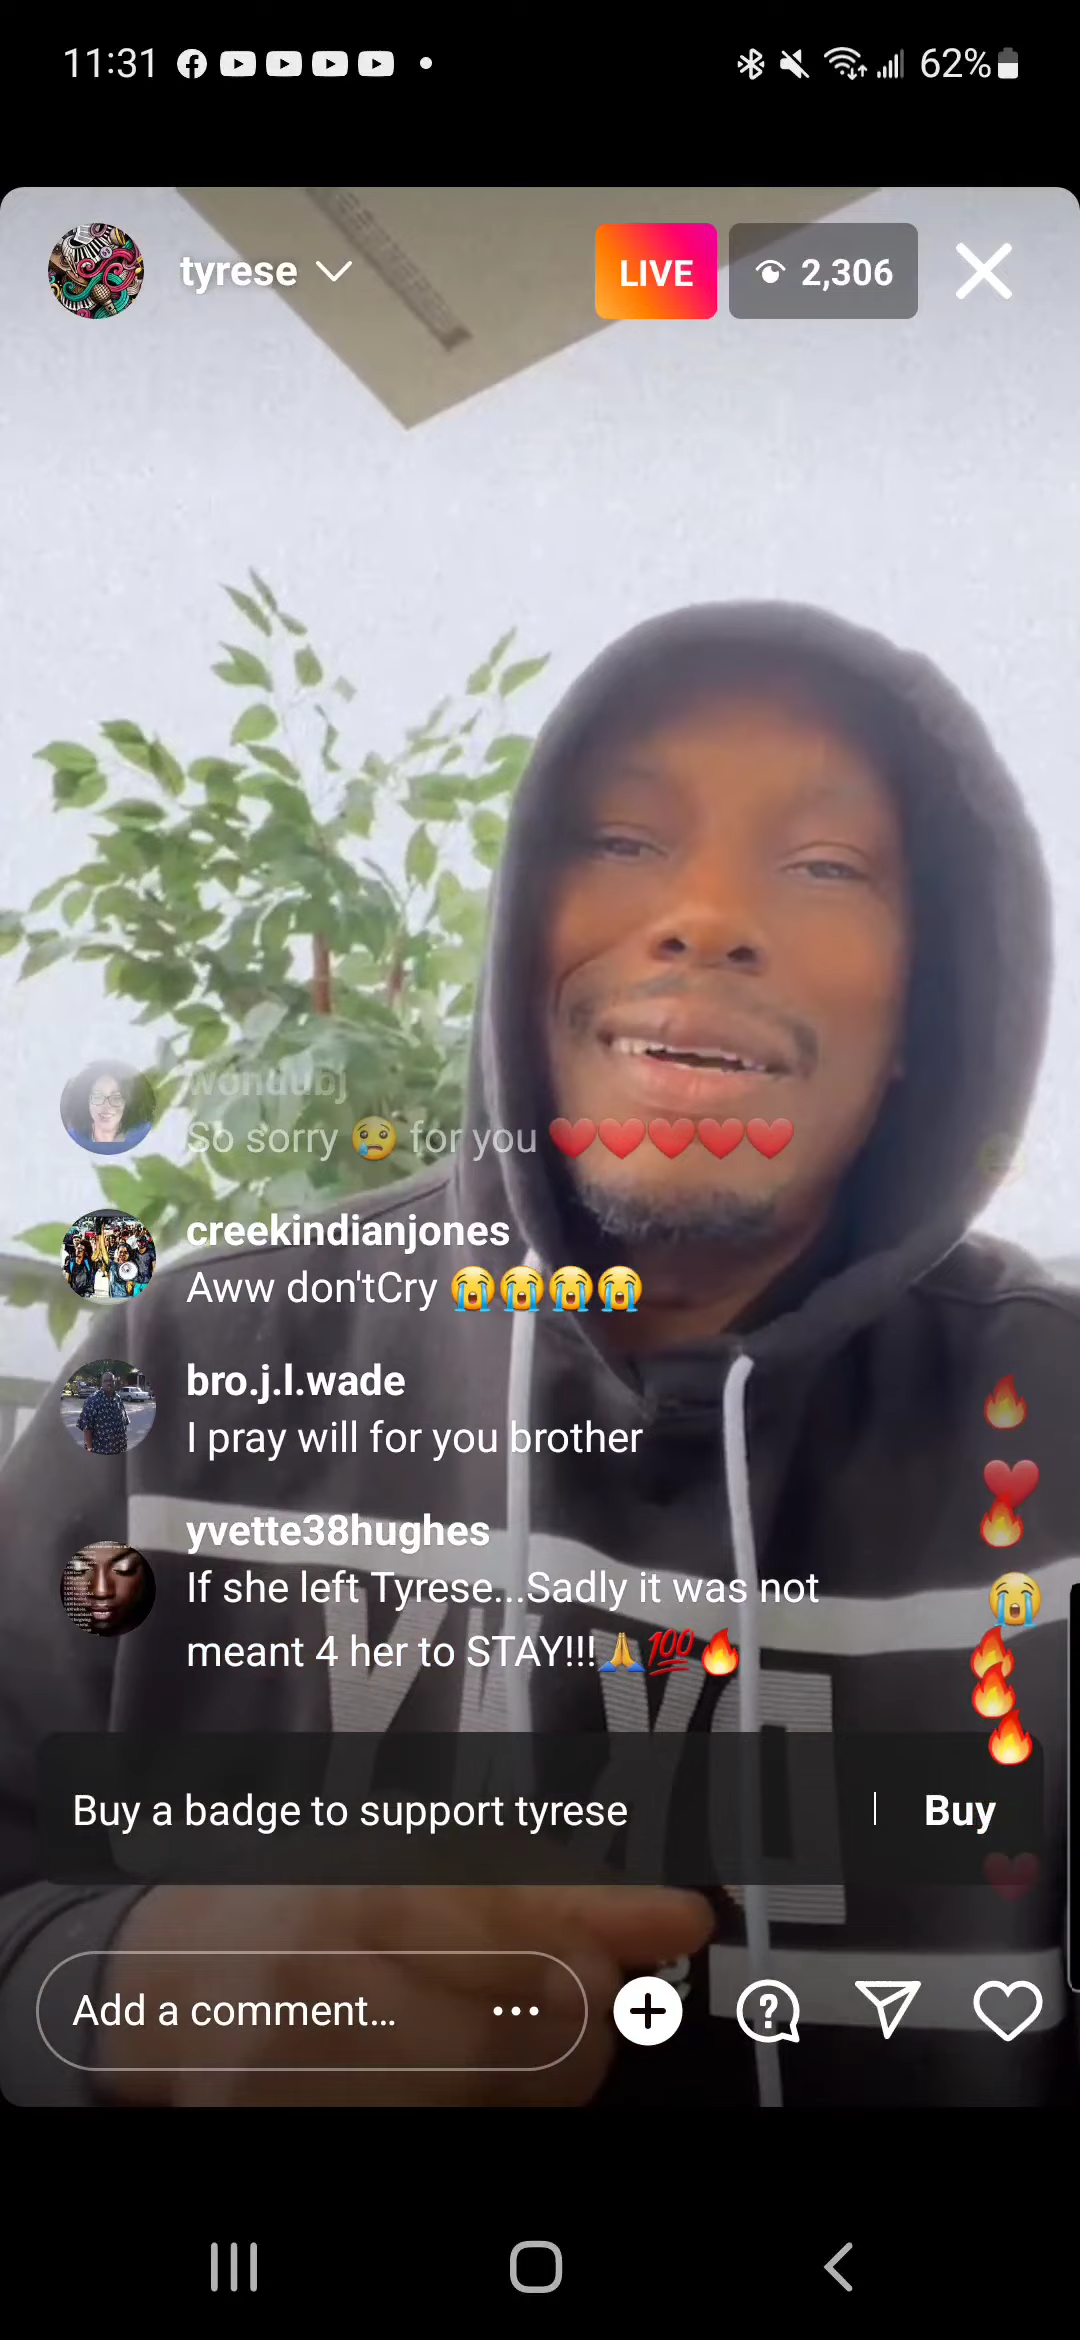 11:31
62%
tyrese
LIVE
2,306
wondubj
So sorry 😢 for you ❤️❤️❤️❤️❤️
creekindianjones
Aww don'tCry 😭😭😭😭
bro.j.l.wade
I pray will for you brother
yvette38hughes
If she left Tyrese...Sadly it was not
meant 4 her to STAY!!!🙏💯🔥
Buy a badge to support tyrese
Buy
Add a comment...